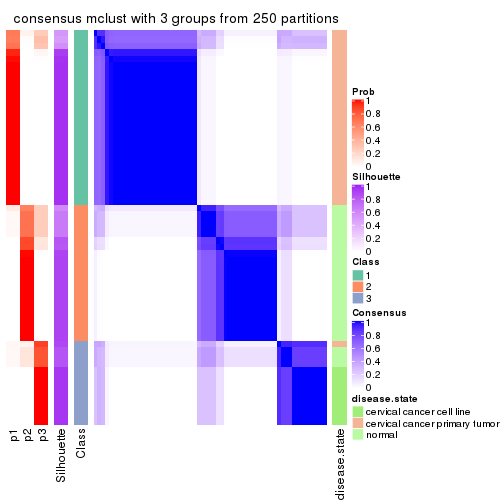 consensus mclust with 3 groups from 250 partitions
Prob
1
0.8
0.6
0.4
0.2
0
Silhouette
1
0.8
0.6
0.4
0.2
0
Class
1
2
3
Consensus
1
0.8
0.6
0.4
0.2
0
disease.state
cervical cancer cell line
cervical cancer primary tumor
normal
p1
p2
p3
Silhouette
Class
disease.state